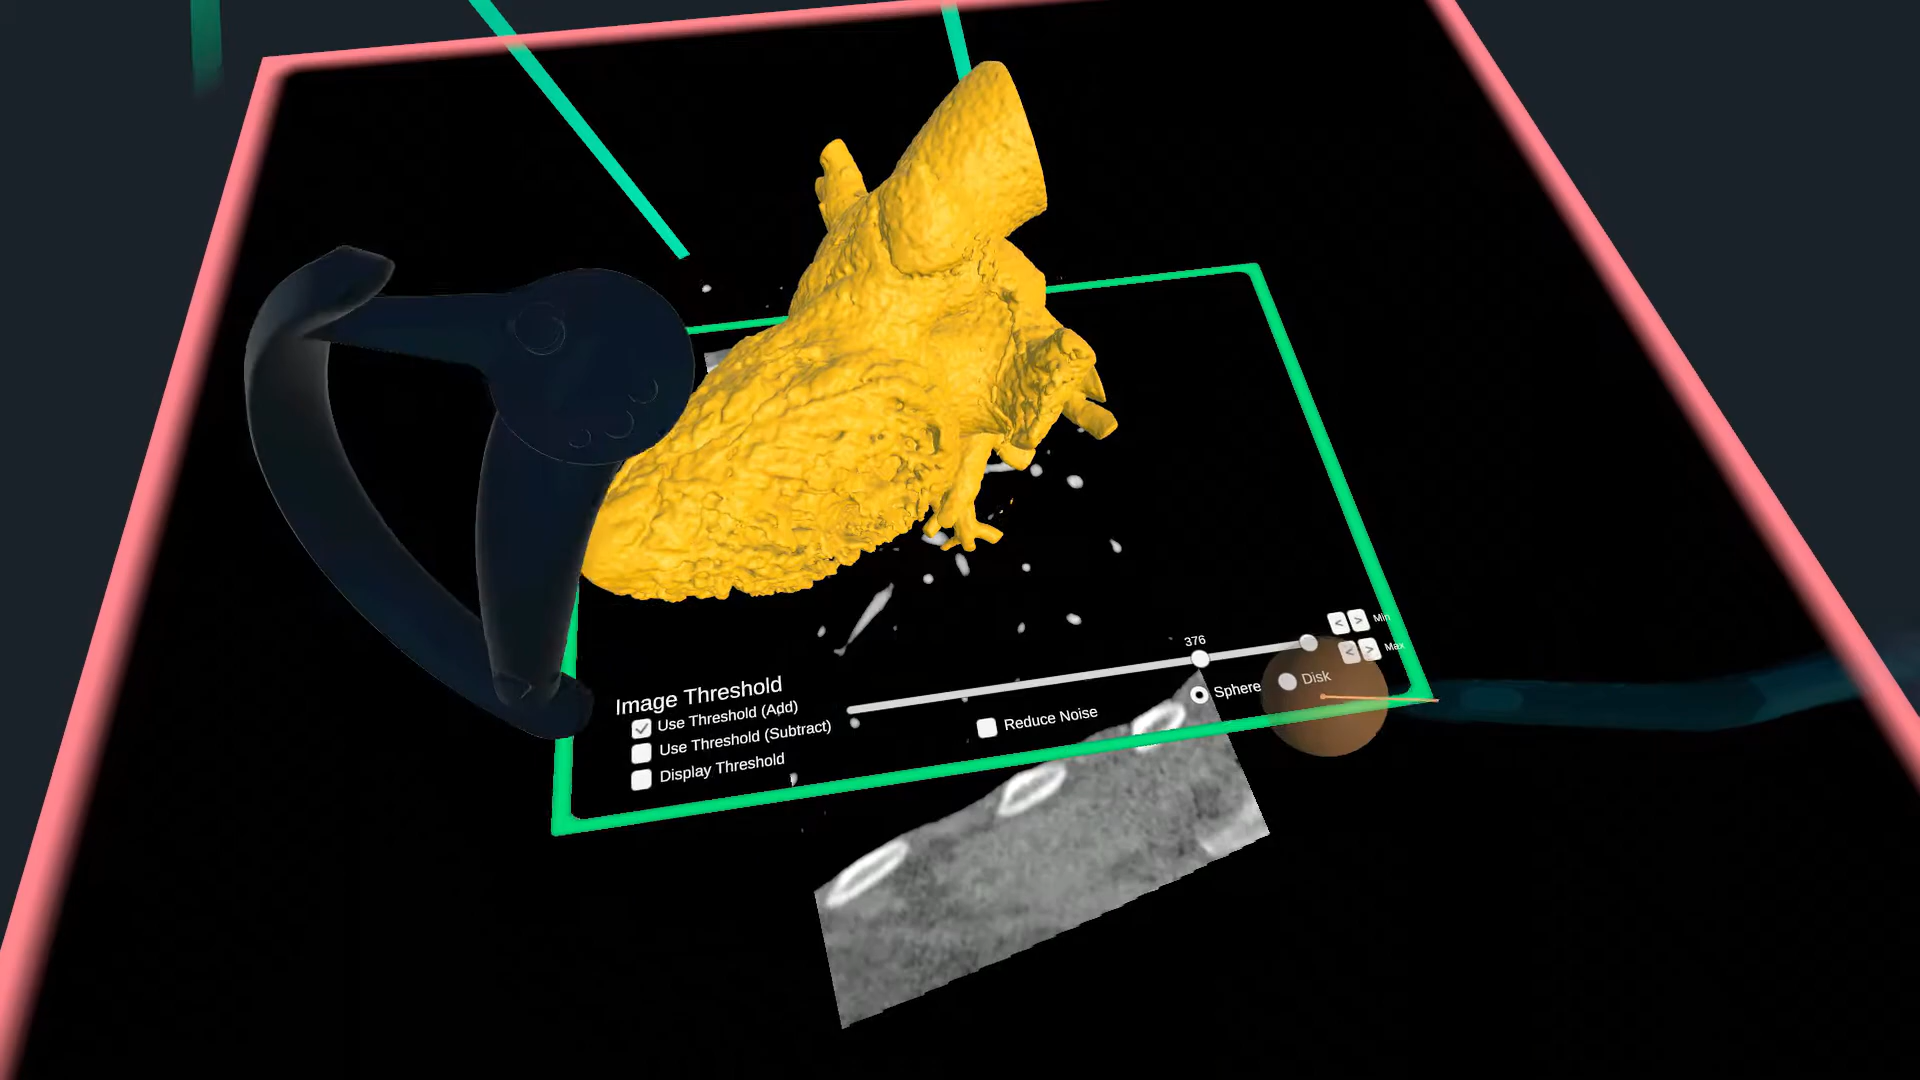 376
< > Min
< > Max
Sphere
Disk
Image Threshold
Use Threshold (Add)
Use Threshold (Subtract)
Display Threshold
Reduce Noise